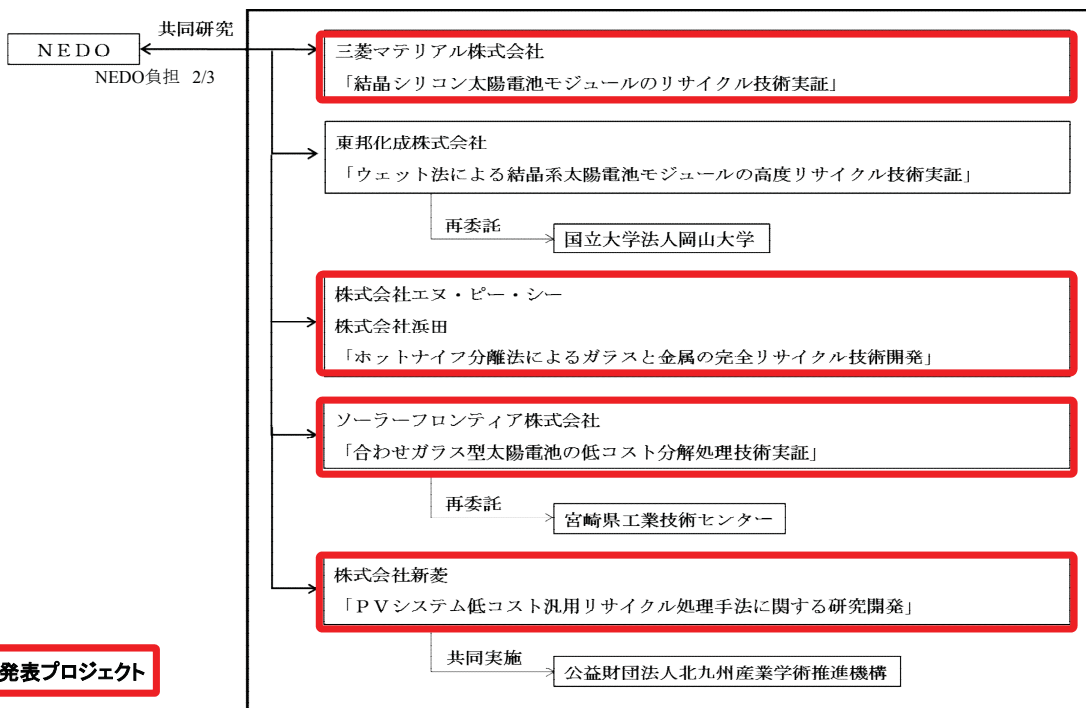 共同研究
NEDO
NEDO負担 2/3
三菱マテリアル株式会社
「結晶シリコン太陽電池モジュールのリサイクル技術実証」
東邦化成株式会社
「ウェット法による結晶系太陽電池モジュールの高度リサイクル技術実証」
再委託
国立大学法人岡山大学
株式会社エヌ・ピー・シー
株式会社浜田
「ホットナイフ分離法によるガラスと金属の完全リサイクル技術開発」
ソーラーフロンティア株式会社
「合わせガラス型太陽電池の低コスト分解処理技術実証」
再委託
宮崎県工業技術センター
株式会社新菱
「ＰＶシステム低コスト汎用リサイクル処理手法に関する研究開発」
共同実施
公益財団法人北九州産業学術推進機構
発表プロジェクト